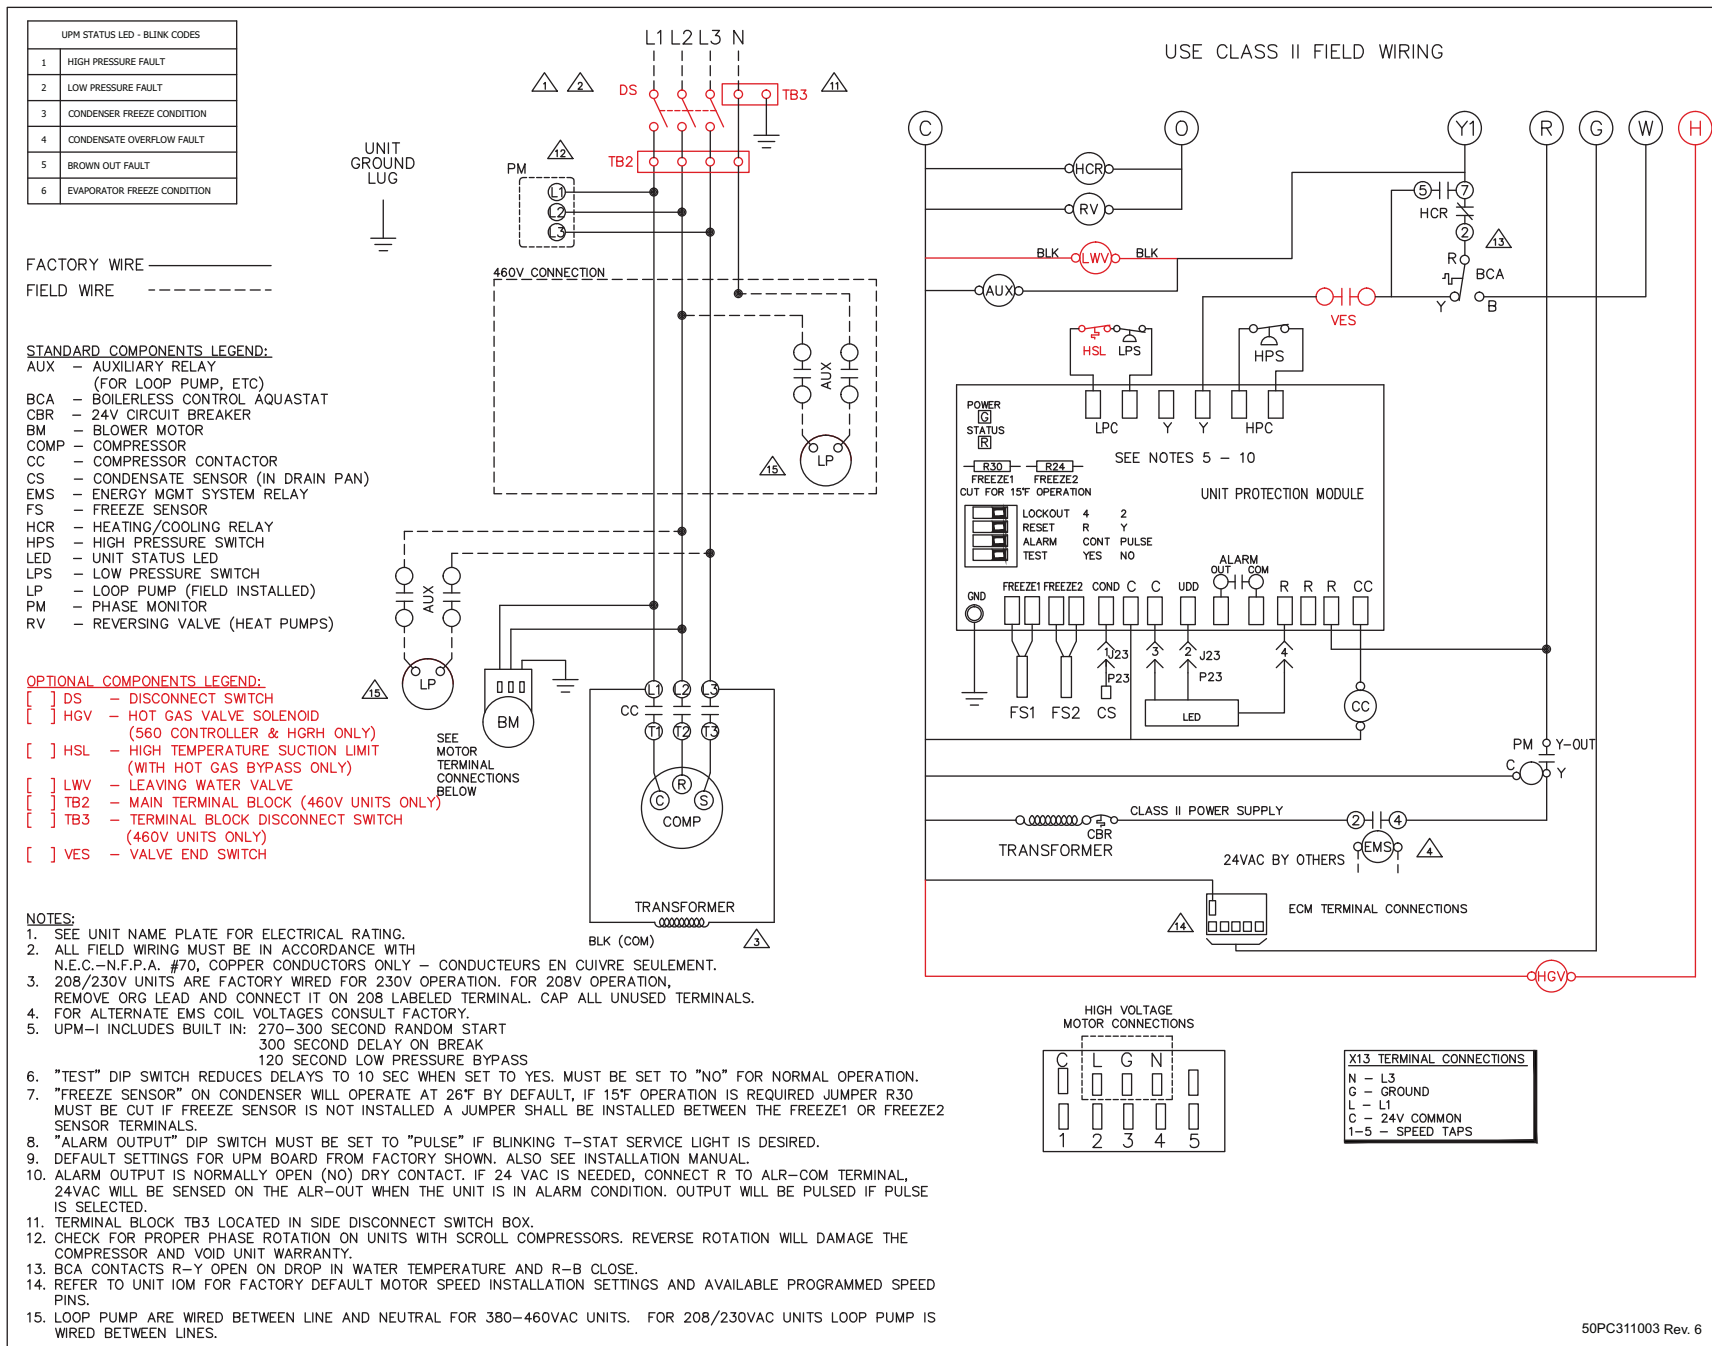 UPM STATUS LED - BLINK CODES
1 HIGH PRESSURE FAULT
2 LOW PRESSURE FAULT
3 CONDENSER FREEZE CONDITION
4 CONDENSATE OVERFLOW FAULT
5 BROWN OUT FAULT
6 EVAPORATOR FREEZE CONDITION
FACTORY WIRE
FIELD WIRE
STANDARD COMPONENTS LEGEND:
AUX – AUXILIARY RELAY
(FOR LOOP PUMP, ETC)
BCA – BOILERLESS CONTROL AQUASTAT
CBR – 24V CIRCUIT BREAKER
BM – BLOWER MOTOR
COMP – COMPRESSOR
CC – COMPRESSOR CONTACTOR
CS – CONDENSATE SENSOR (IN DRAIN PAN)
EMS – ENERGY MGMT SYSTEM RELAY
FS – FREEZE SENSOR
HCR – HEATING/COOLING RELAY
HPS – HIGH PRESSURE SWITCH
LED – UNIT STATUS LED
LPS – LOW PRESSURE SWITCH
LP – LOOP PUMP (FIELD INSTALLED)
PM – PHASE MONITOR
RV – REVERSING VALVE (HEAT PUMPS)
OPTIONAL COMPONENTS LEGEND:
[ ] DS – DISCONNECT SWITCH
[ ] HGV – HOT GAS VALVE SOLENOID
(560 CONTROLLER & HGRH ONLY)
[ ] HSL – HIGH TEMPERATURE SUCTION LIMIT
(WITH HOT GAS BYPASS ONLY)
[ ] LWV – LEAVING WATER VALVE
[ ] TB2 – MAIN TERMINAL BLOCK (460V UNITS ONLY)
[ ] TB3 – TERMINAL BLOCK DISCONNECT SWITCH
(460V UNITS ONLY)
[ ] VES – VALVE END SWITCH
UNIT
GROUND
LUG
L1 L2 L3 N
1 2
DS
TB3
11
TB2
12
PM
L1
L2
L3
460V CONNECTION
AUX
LP
15
AUX
LP
15
BM
SEE
MOTOR
TERMINAL
CONNECTIONS
BELOW
L1 L2 L3
CC
T1 T2 T3
C R S
COMP
TRANSFORMER
BLK (COM)
3
USE CLASS II FIELD WIRING
C O Y1 R G W H
HCR
RV
BLK LWV BLK
AUX
5 7
HCR
2
13
R
BCA
Y B
VES
HSL LPS
HPS
POWER
G
STATUS
R
LPC Y Y HPC
SEE NOTES 5 – 10
R30 R24
FREEZE1 FREEZE2
CUT FOR 15°F OPERATION
UNIT PROTECTION MODULE
LOCKOUT 4 2
RESET R Y
ALARM CONT PULSE
TEST YES NO
ALARM
OUT COM
GND
FREEZE1 FREEZE2 COND C C UDD R R R CC
1 J23 3 2 J23 4
P23 P23
FS1 FS2 CS
LED
CC
PM Y-OUT
C Y
CLASS II POWER SUPPLY
CBR
TRANSFORMER
2 4
24VAC BY OTHERS
EMS
4
ECM TERMINAL CONNECTIONS
14
HGV
HIGH VOLTAGE
MOTOR CONNECTIONS
C L G N
1 2 3 4 5
X13 TERMINAL CONNECTIONS
N – L3
G – GROUND
L – L1
C – 24V COMMON
1–5 – SPEED TAPS
NOTES:
1. SEE UNIT NAME PLATE FOR ELECTRICAL RATING.
2. ALL FIELD WIRING MUST BE IN ACCORDANCE WITH
N.E.C.–N.F.P.A. #70, COPPER CONDUCTORS ONLY – CONDUCTEURS EN CUIVRE SEULEMENT.
3. 208/230V UNITS ARE FACTORY WIRED FOR 230V OPERATION. FOR 208V OPERATION,
REMOVE ORG LEAD AND CONNECT IT ON 208 LABELED TERMINAL. CAP ALL UNUSED TERMINALS.
4. FOR ALTERNATE EMS COIL VOLTAGES CONSULT FACTORY.
5. UPM–I INCLUDES BUILT IN: 270–300 SECOND RANDOM START
300 SECOND DELAY ON BREAK
120 SECOND LOW PRESSURE BYPASS
6. "TEST" DIP SWITCH REDUCES DELAYS TO 10 SEC WHEN SET TO YES. MUST BE SET TO "NO" FOR NORMAL OPERATION.
7. "FREEZE SENSOR" ON CONDENSER WILL OPERATE AT 26°F BY DEFAULT, IF 15°F OPERATION IS REQUIRED JUMPER R30
MUST BE CUT IF FREEZE SENSOR IS NOT INSTALLED A JUMPER SHALL BE INSTALLED BETWEEN THE FREEZE1 OR FREEZE2
SENSOR TERMINALS.
8. "ALARM OUTPUT" DIP SWITCH MUST BE SET TO "PULSE" IF BLINKING T–STAT SERVICE LIGHT IS DESIRED.
9. DEFAULT SETTINGS FOR UPM BOARD FROM FACTORY SHOWN. ALSO SEE INSTALLATION MANUAL.
10. ALARM OUTPUT IS NORMALLY OPEN (NO) DRY CONTACT. IF 24 VAC IS NEEDED, CONNECT R TO ALR–COM TERMINAL,
24VAC WILL BE SENSED ON THE ALR–OUT WHEN THE UNIT IS IN ALARM CONDITION. OUTPUT WILL BE PULSED IF PULSE
IS SELECTED.
11. TERMINAL BLOCK TB3 LOCATED IN SIDE DISCONNECT SWITCH BOX.
12. CHECK FOR PROPER PHASE ROTATION ON UNITS WITH SCROLL COMPRESSORS. REVERSE ROTATION WILL DAMAGE THE
COMPRESSOR AND VOID UNIT WARRANTY.
13. BCA CONTACTS R–Y OPEN ON DROP IN WATER TEMPERATURE AND R–B CLOSE.
14. REFER TO UNIT IOM FOR FACTORY DEFAULT MOTOR SPEED INSTALLATION SETTINGS AND AVAILABLE PROGRAMMED SPEED
PINS.
15. LOOP PUMP ARE WIRED BETWEEN LINE AND NEUTRAL FOR 380–460VAC UNITS. FOR 208/230VAC UNITS LOOP PUMP IS
WIRED BETWEEN LINES.
50PC311003 Rev. 6